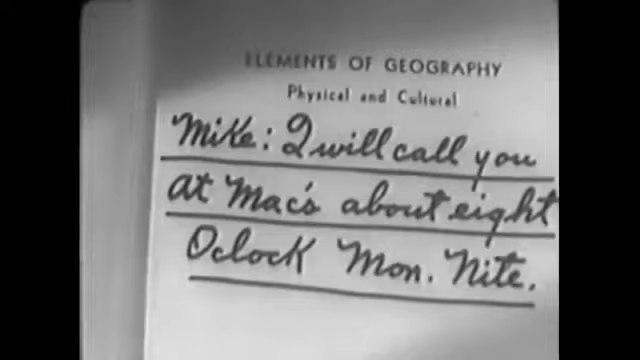 ELEMENTS OF GEOGRAPHY
Physical and Cultural
Mike: I will call you
at Mac's about eight
Oclock Mon. Nite.